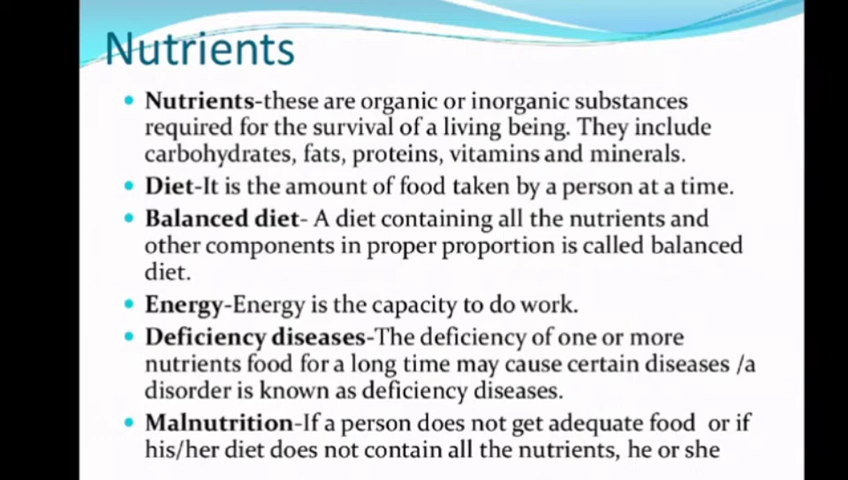 Nutrients
• Nutrients-these are organic or inorganic substances
required for the survival of a living being. They include
carbohydrates, fats, proteins, vitamins and minerals.
• Diet-It is the amount of food taken by a person at a time.
• Balanced diet- A diet containing all the nutrients and
other components in proper proportion is called balanced
diet.
• Energy-Energy is the capacity to do work.
• Deficiency diseases-The deficiency of one or more
nutrients food for a long time may cause certain diseases /a
disorder is known as deficiency diseases.
• Malnutrition-If a person does not get adequate food or if
his/her diet does not contain all the nutrients, he or she